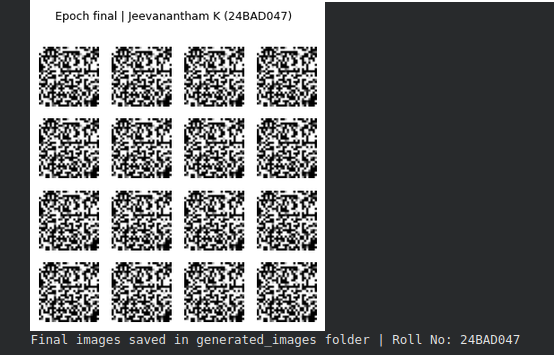 Epoch final | Jeevanantham K (24BAD047)
Final images saved in generated_images folder | Roll No: 24BAD047